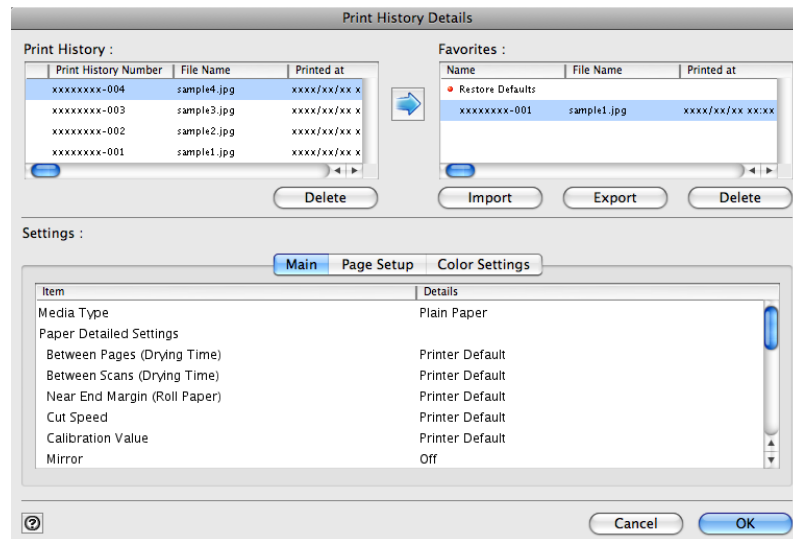 Print History Details
Print History : Favorites :
Print History Number File Name Printed at Name File Name Printed at
xxxxxxxx-004 sample4.jpg xxxx/xx/xx x Restore Defaults
xxxxxxxx-003 sample3.jpg xxxx/xx/xx x xxxxxxxx-001 sample1.jpg xxxx/xx/xx xx:xx
xxxxxxxx-002 sample2.jpg xxxx/xx/xx x
xxxxxxxx-001 sample1.jpg xxxx/xx/xx x
Delete Import Export Delete
Settings :
Main Page Setup Color Settings
Item Details
Media Type Plain Paper
Paper Detailed Settings
Between Pages (Drying Time) Printer Default
Between Scans (Drying Time) Printer Default
Near End Margin (Roll Paper) Printer Default
Cut Speed Printer Default
Calibration Value Printer Default
Mirror Off
? Cancel OK